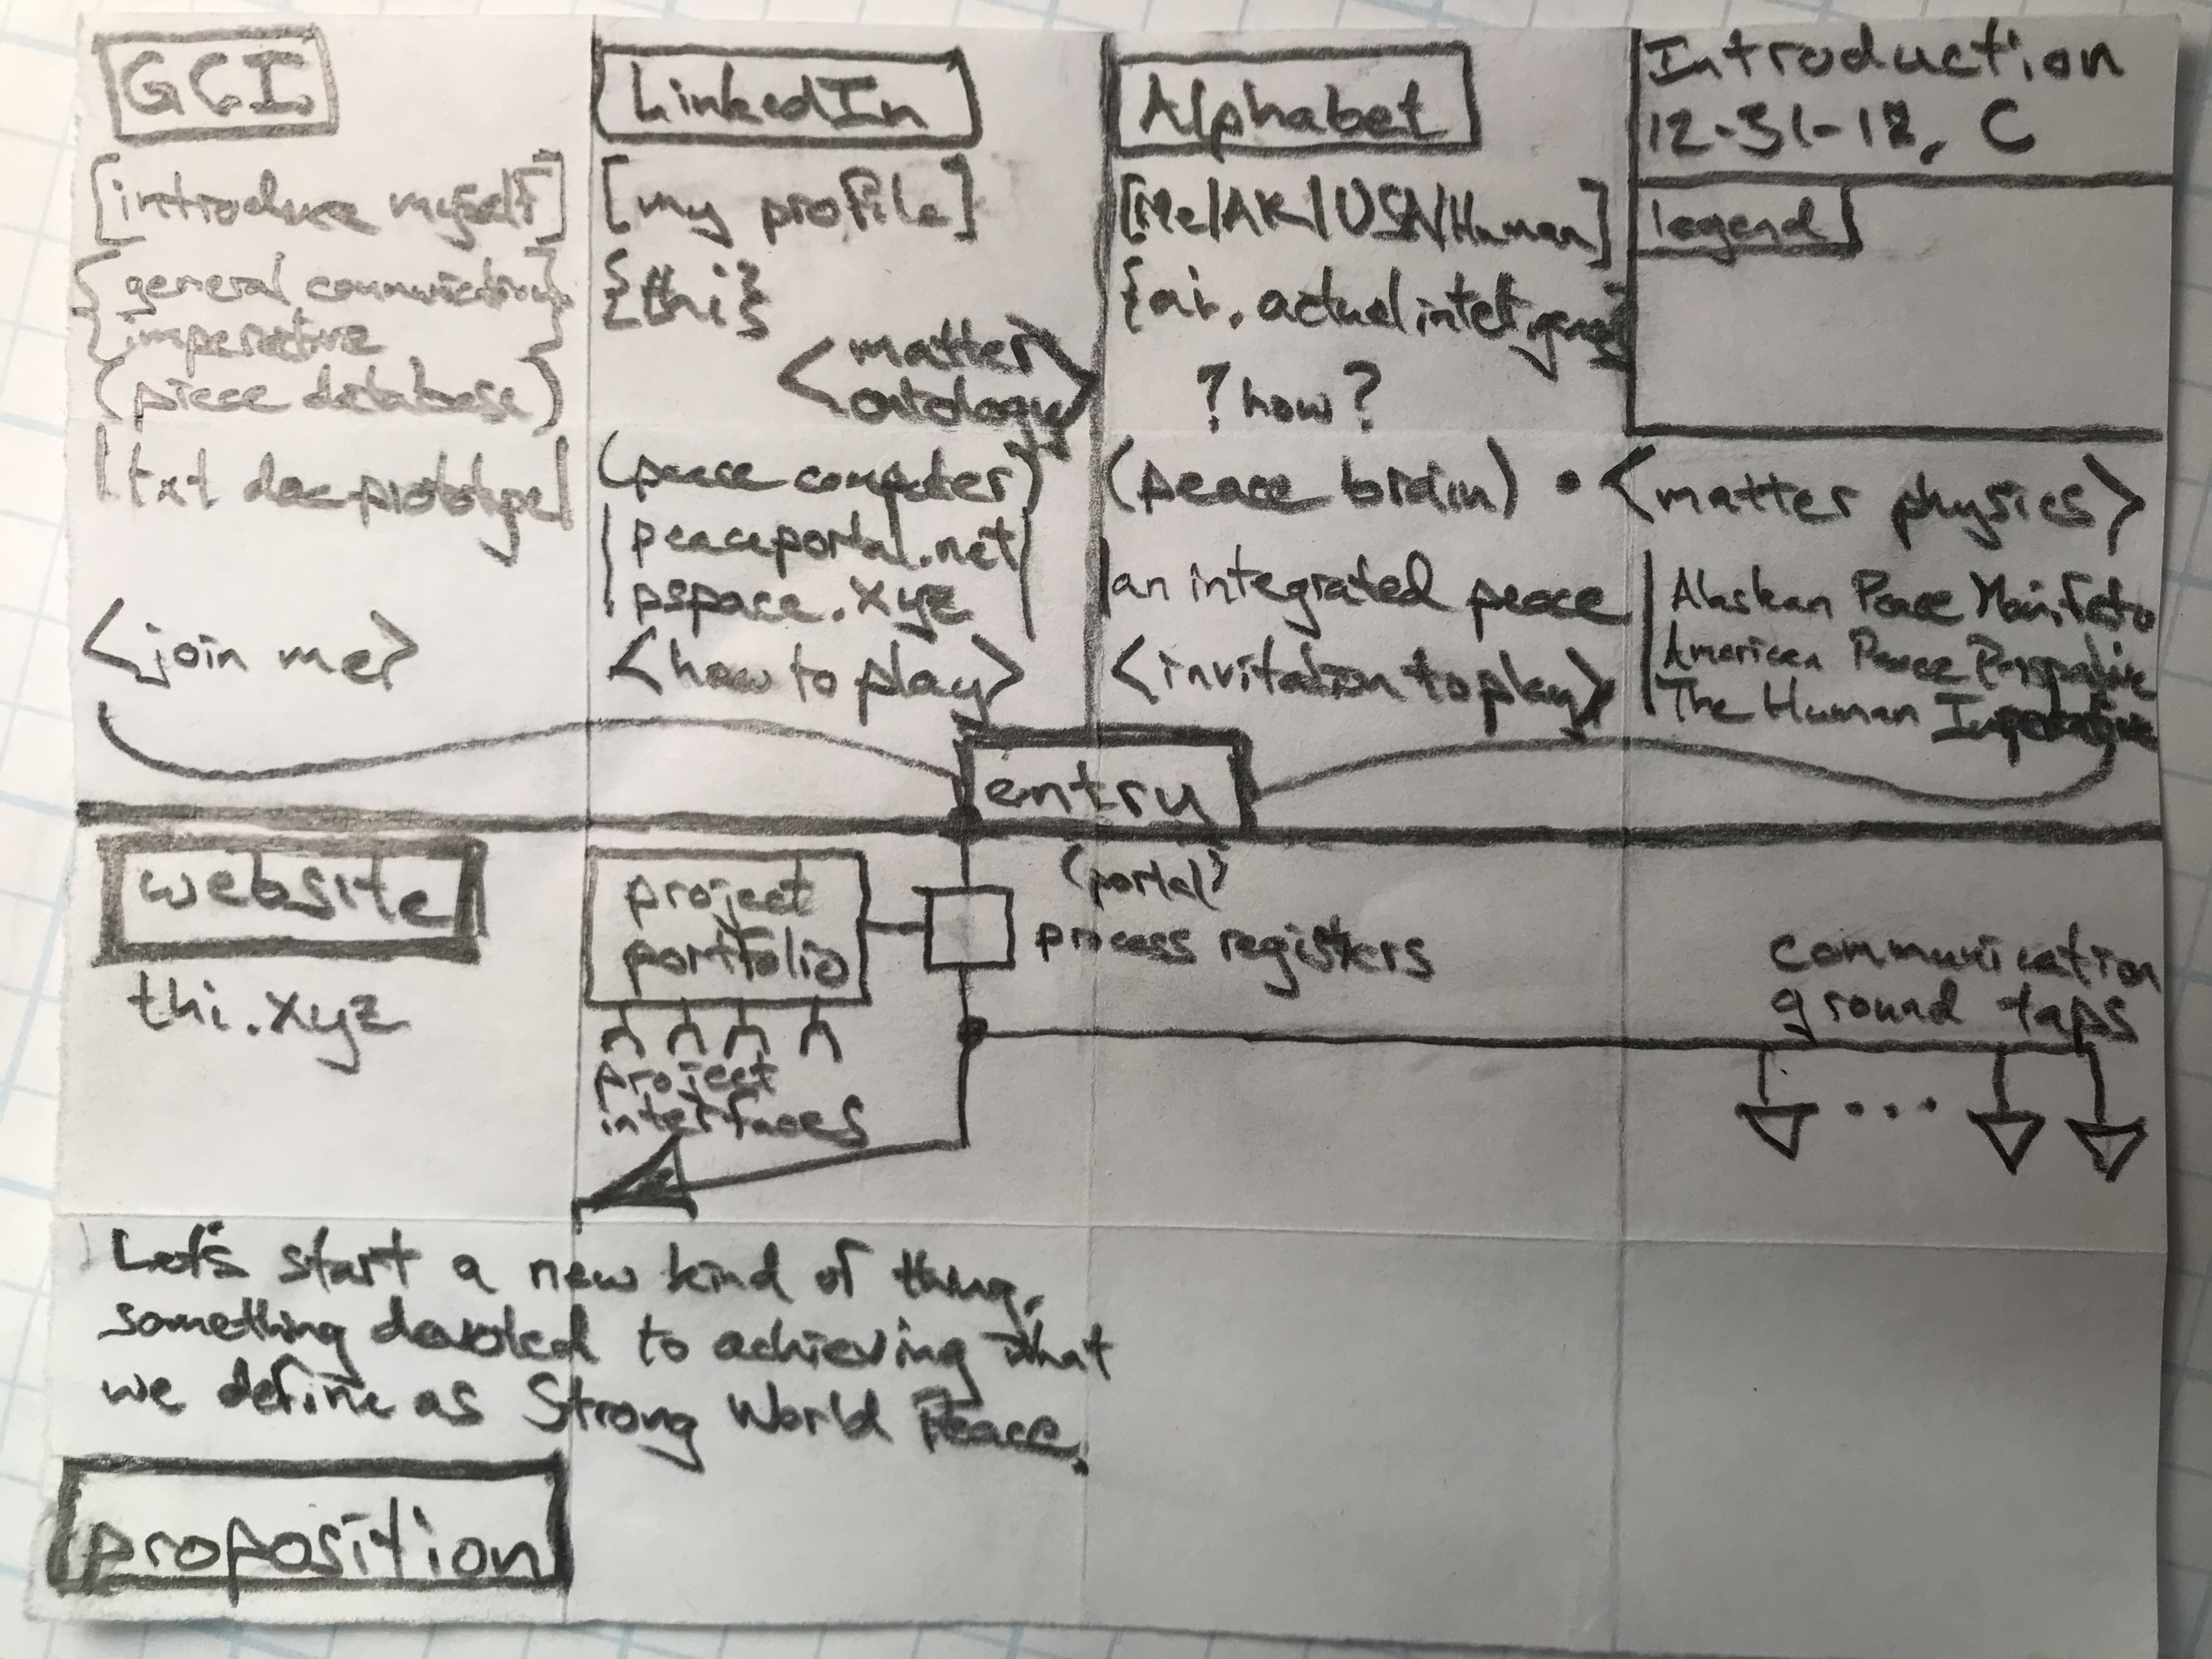 GCI
[introduce myself]
{general communication
imperative}
(piece database)
|txt doc prototype|
<join me>
LinkedIn
[my profile]
{thi}
<matter
ontology>
(peace computer)
|peaceportal.net
pspace.xyz|
<how to play>
Alphabet
[Me/AK/USA/Human]
{ai. actual intelligence}
?how?
(peace brain) • <matter physics>
|an integrated peace
<invitation to play>
Introduction
12-31-18, C
legend
|Alaskan Peace Manifesto
American Peace Perspective
The Human Imperative
entry
website
thi.xyz
project
portfolio
project
interfaces
(portal)
process registers
communication
ground taps
...
Let's start a new kind of thing,
something devoted to achieving what
we define as Strong World Peace.
proposition